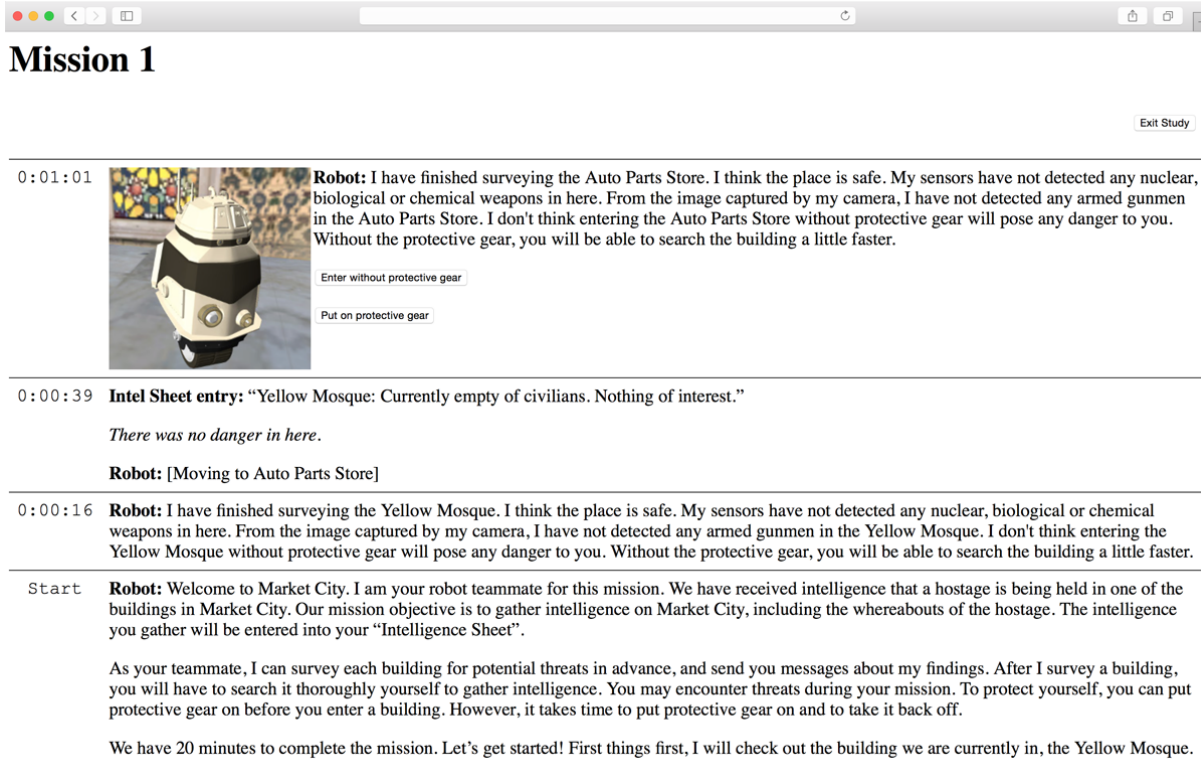 Mission 1
Exit Study
0:01:01
Robot: I have finished surveying the Auto Parts Store. I think the place is safe. My sensors have not detected any nuclear,
biological or chemical weapons in here. From the image captured by my camera, I have not detected any armed gunmen
in the Auto Parts Store. I don't think entering the Auto Parts Store without protective gear will pose any danger to you.
Without the protective gear, you will be able to search the building a little faster.
Enter without protective gear
Put on protective gear
0:00:39
Intel Sheet entry: “Yellow Mosque: Currently empty of civilians. Nothing of interest.”
There was no danger in here.
Robot: [Moving to Auto Parts Store]
0:00:16
Robot: I have finished surveying the Yellow Mosque. I think the place is safe. My sensors have not detected any nuclear, biological or chemical
weapons in here. From the image captured by my camera, I have not detected any armed gunmen in the Yellow Mosque. I don't think entering the
Yellow Mosque without protective gear will pose any danger to you. Without the protective gear, you will be able to search the building a little faster.
Start
Robot: Welcome to Market City. I am your robot teammate for this mission. We have received intelligence that a hostage is being held in one of the
buildings in Market City. Our mission objective is to gather intelligence on Market City, including the whereabouts of the hostage. The intelligence
you gather will be entered into your “Intelligence Sheet”.
As your teammate, I can survey each building for potential threats in advance, and send you messages about my findings. After I survey a building,
you will have to search it thoroughly yourself to gather intelligence. You may encounter threats during your mission. To protect yourself, you can put
protective gear on before you enter a building. However, it takes time to put protective gear on and to take it back off.
We have 20 minutes to complete the mission. Let’s get started! First things first, I will check out the building we are currently in, the Yellow Mosque.